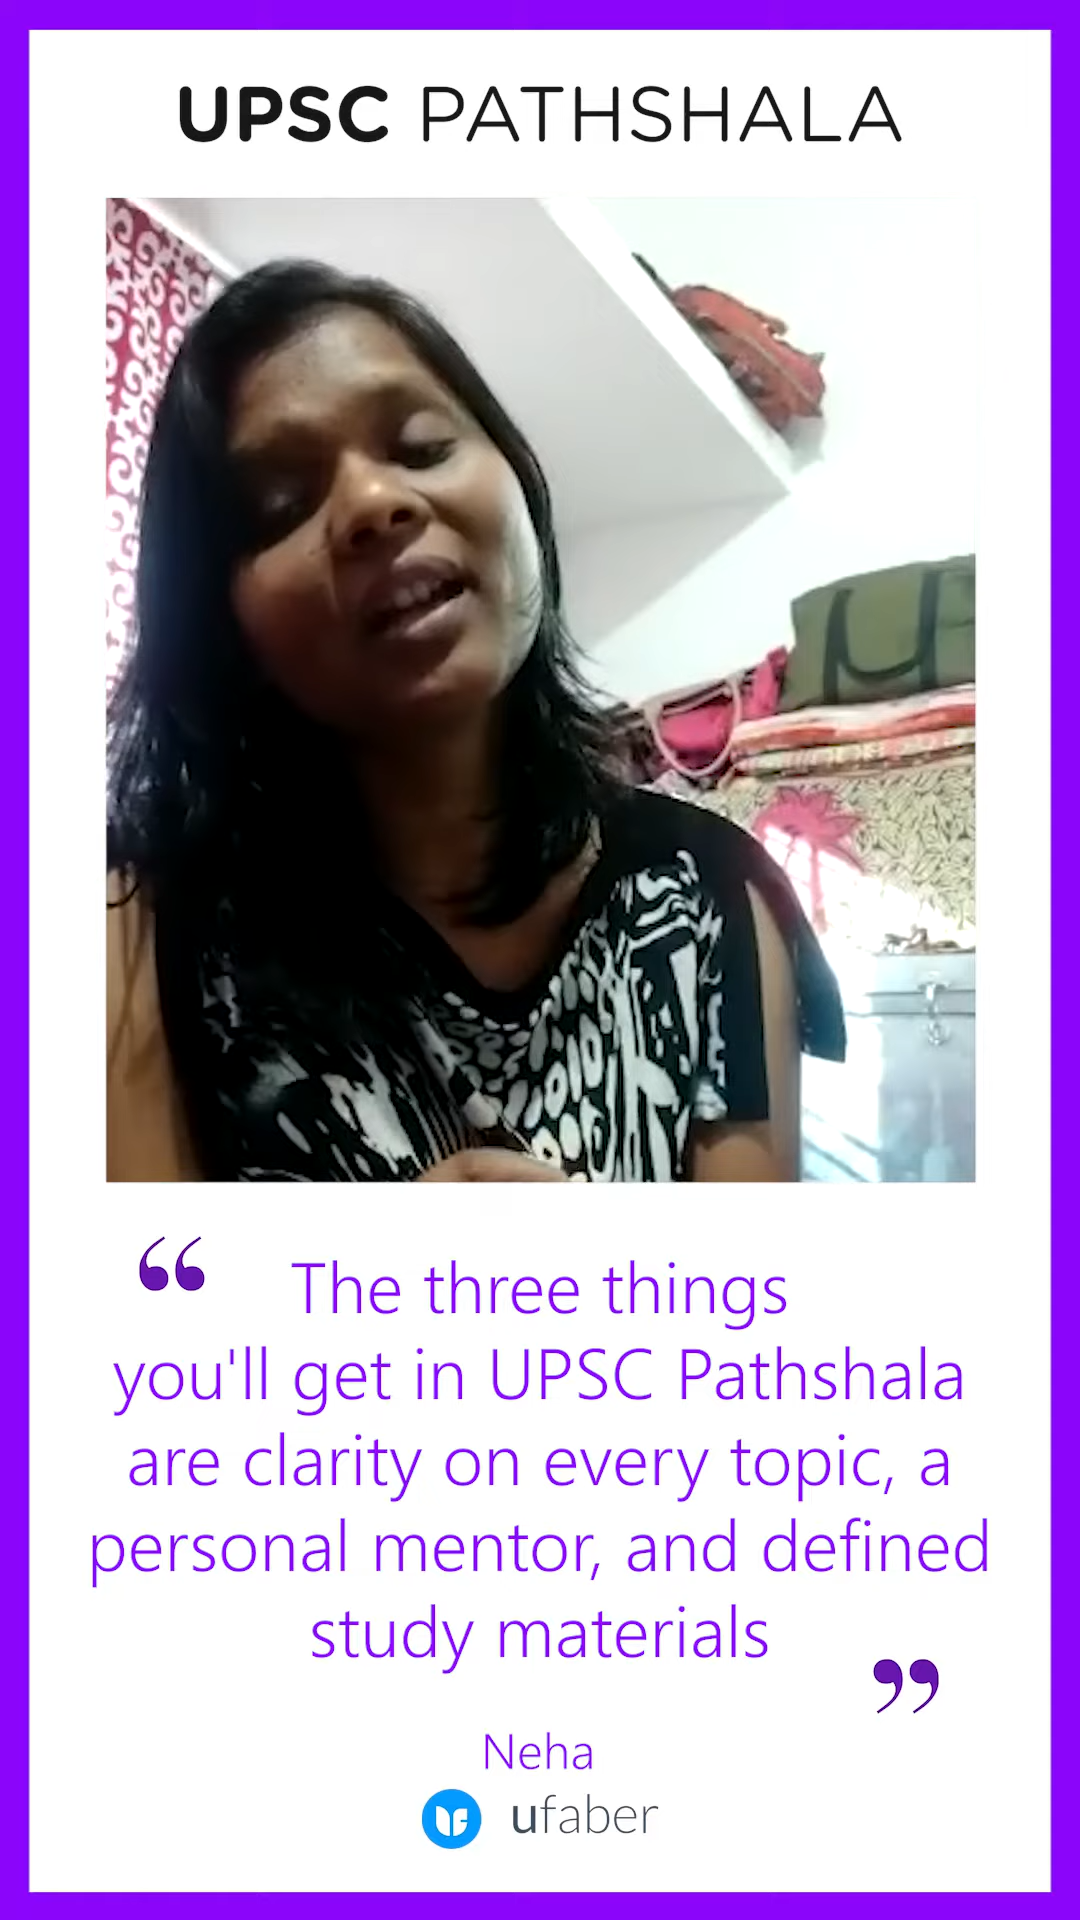 UPSC PATHSHALA
“ The three things
you'll get in UPSC Pathshala
are clarity on every topic, a
personal mentor, and defined
study materials ”
Neha
ufaber